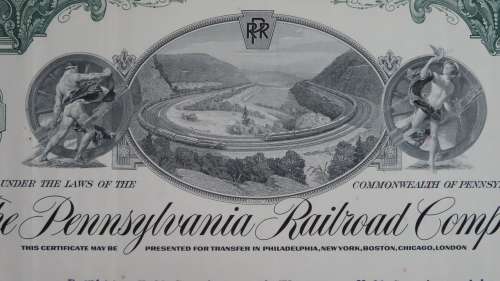 PRR
UNDER THE LAWS OF THE COMMONWEALTH OF PENNSY
The Pennsylvania Railroad Comp
THIS CERTIFICATE MAY BE PRESENTED FOR TRANSFER IN PHILADELPHIA, NEW YORK, BOSTON, CHICAGO, LONDON